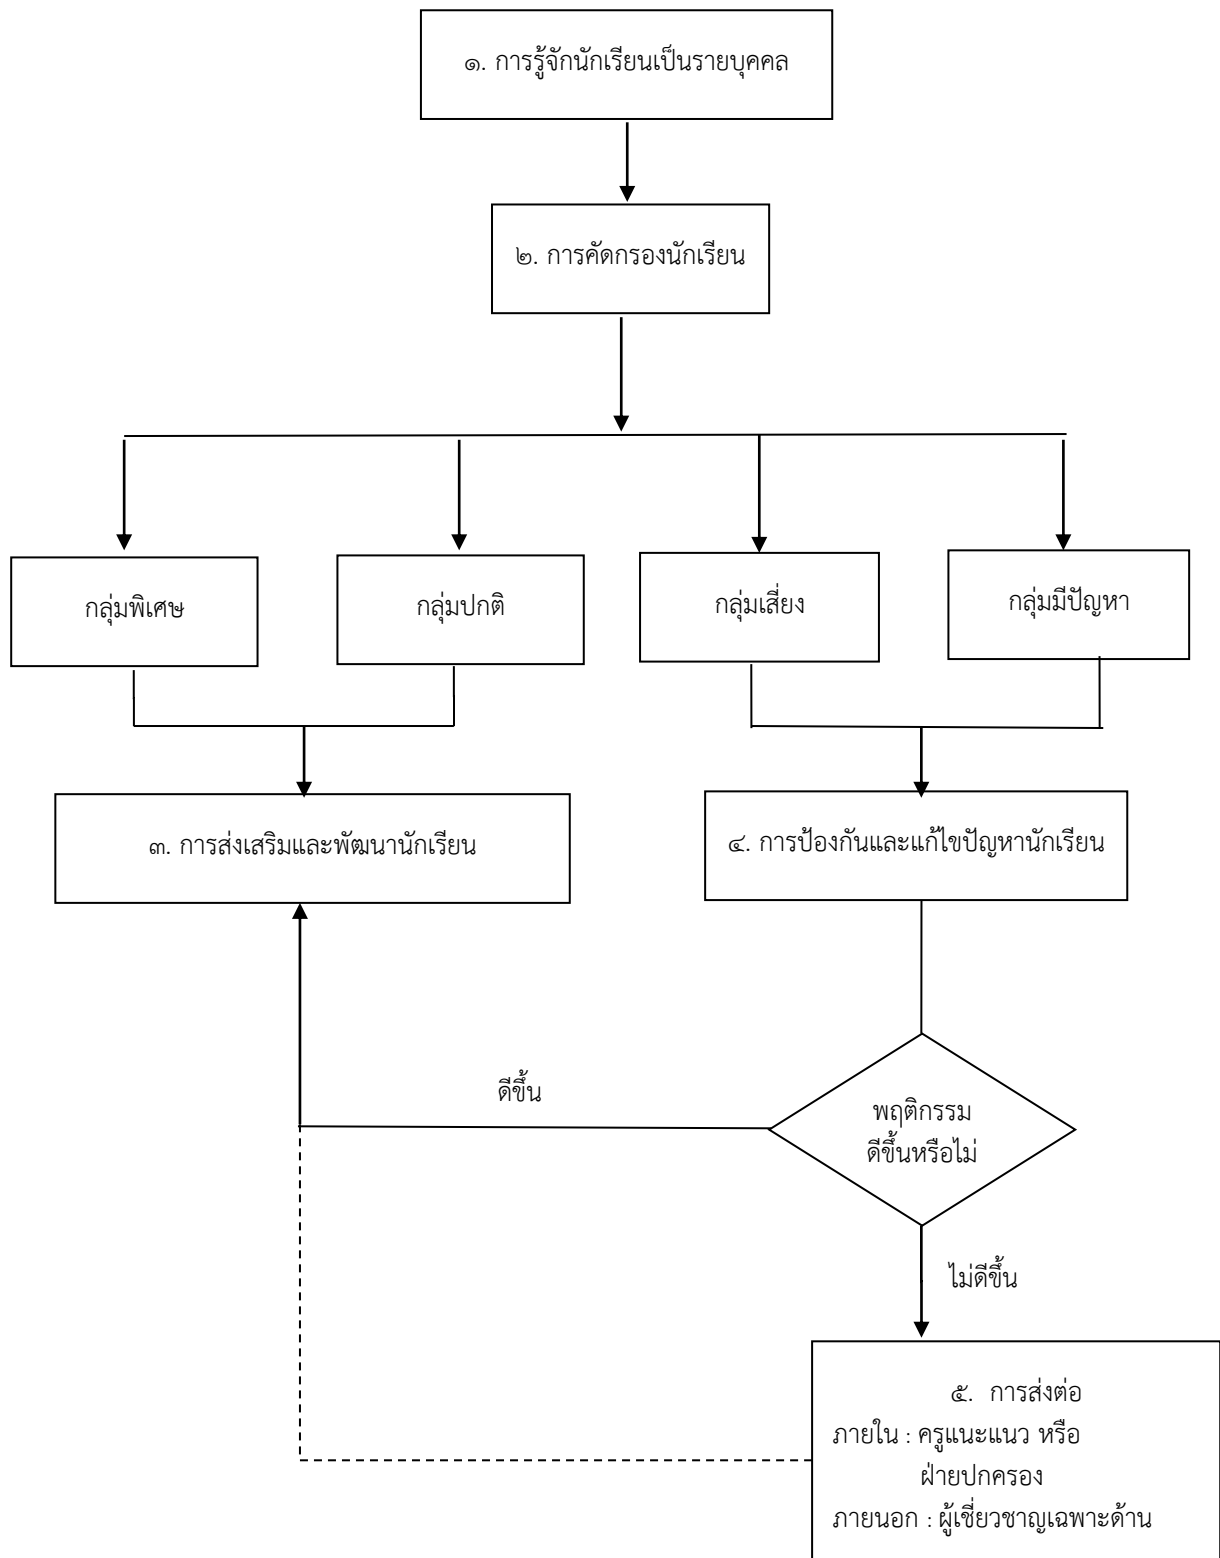 ๑. การรู้จักนักเรียนเป็นรายบุคคล
๒. การคัดกรองนักเรียน
กลุ่มพิเศษ
กลุ่มปกติ
กลุ่มเสี่ยง
กลุ่มมีปัญหา
๓. การส่งเสริมและพัฒนานักเรียน
๔. การป้องกันและแก้ไขปัญหานักเรียน
ดีขึ้น
พฤติกรรม
ดีขึ้นหรือไม่
ไม่ดีขึ้น
๕. การส่งต่อ
ภายใน : ครูแนะแนว หรือ
ฝ่ายปกครอง
ภายนอก : ผู้เชี่ยวชาญเฉพาะด้าน